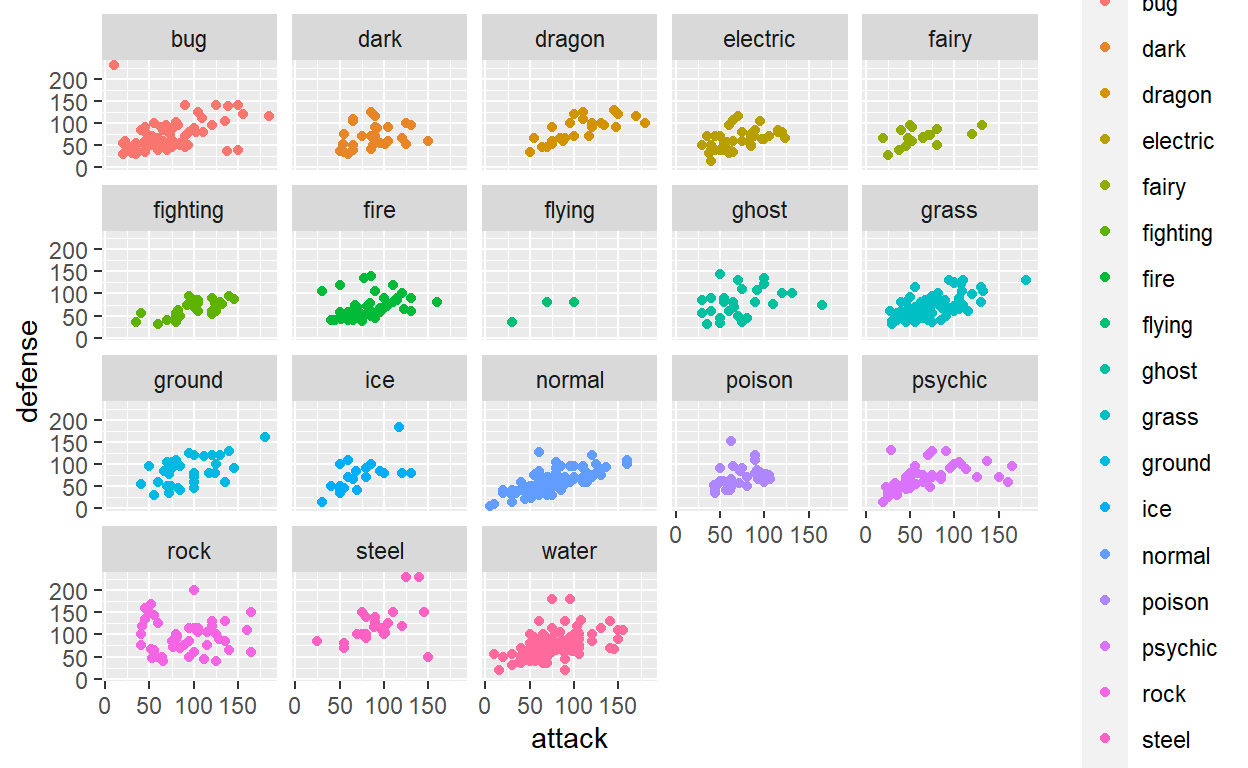 bug dark dragon electric fairy
200
150
100
50
0
fighting fire flying ghost grass
200
150
100
50
0
ground ice normal poison psychic
200
150
100
50
0
0 50 100 150 0 50 100 150
rock steel water
200
150
100
50
0
0 50 100 150 0 50 100 150 0 50 100 150
attack
defense
bug
dark
dragon
electric
fairy
fighting
fire
flying
ghost
grass
ground
ice
normal
poison
psychic
rock
steel